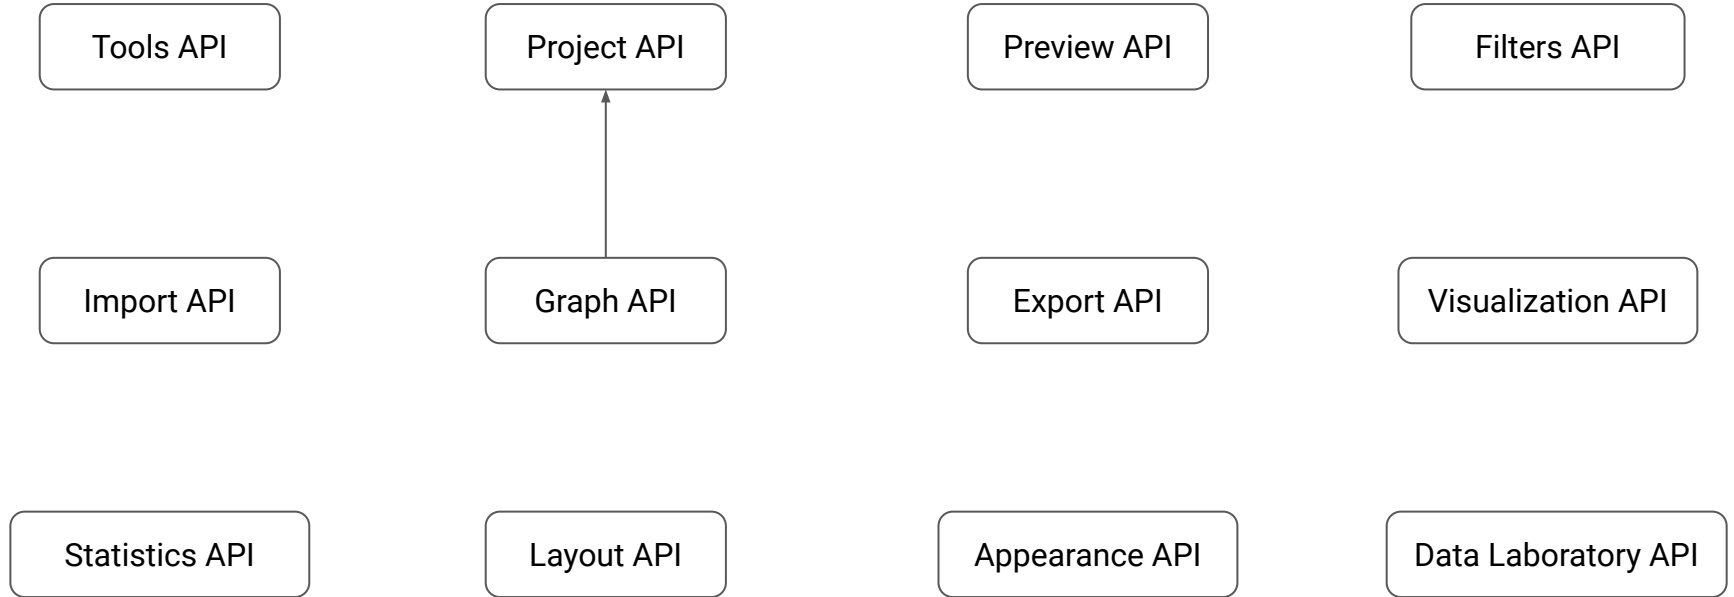 Tools API
Project API
Preview API
Filters API
Import API
Graph API
Export API
Visualization API
Statistics API
Layout API
Appearance API
Data Laboratory API